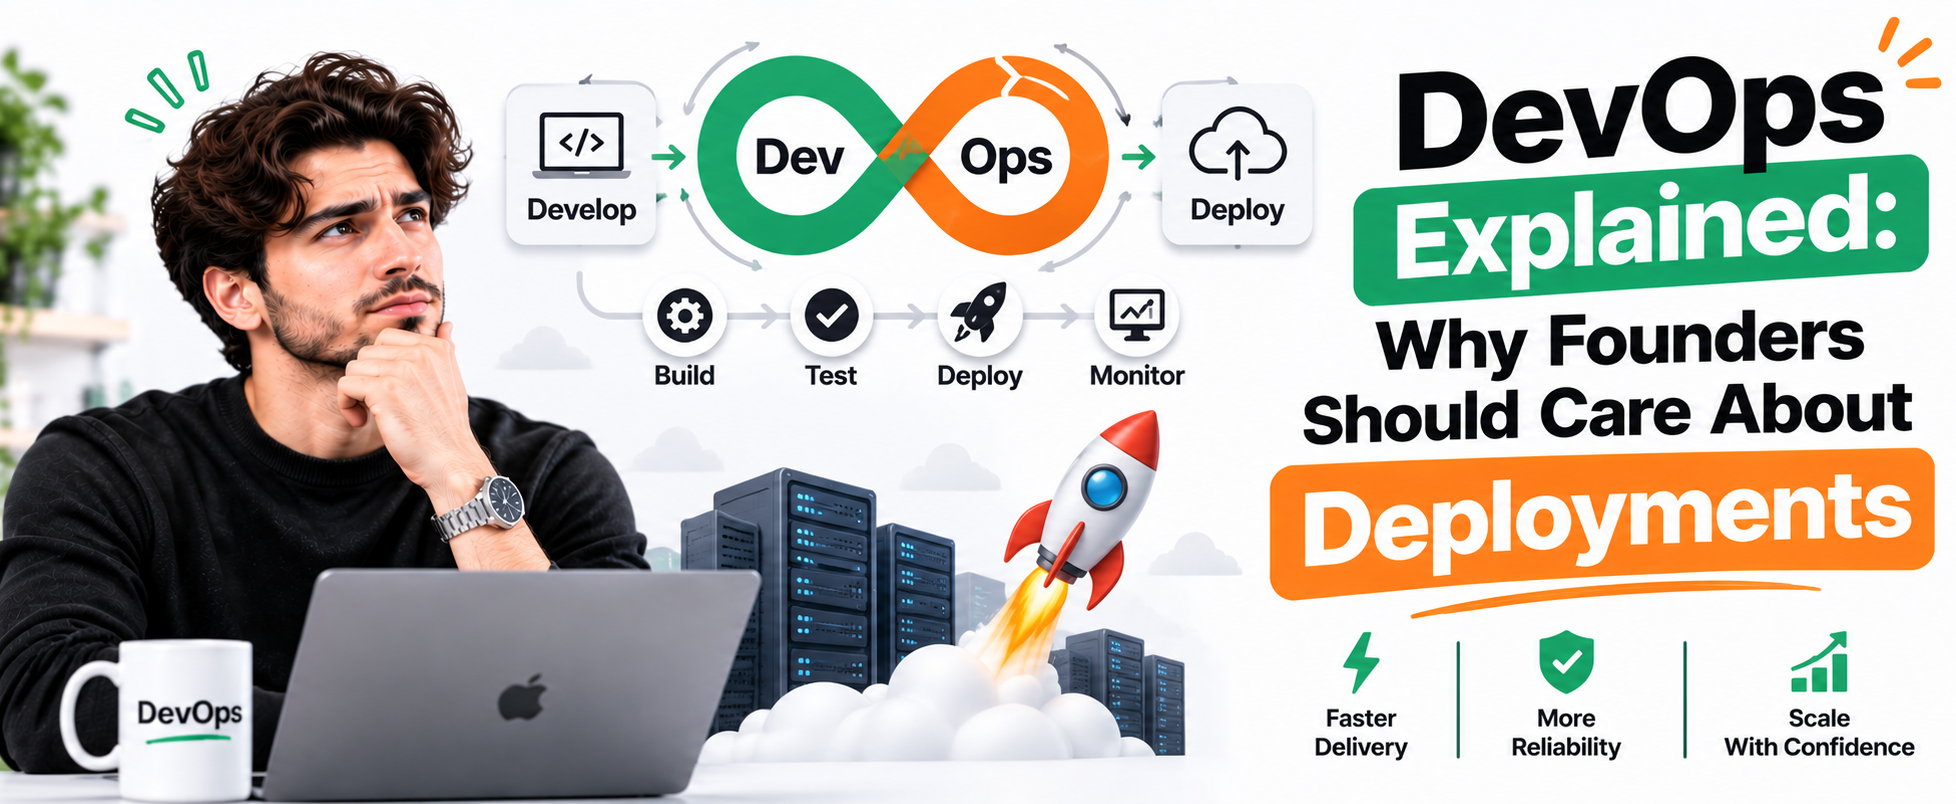 Develop
Dev
Ops
Deploy
Build
Test
Deploy
Monitor
DevOps
DevOps
Explained:
Why Founders
Should Care About
Deployments
Faster
Delivery
More
Reliability
Scale
With Confidence